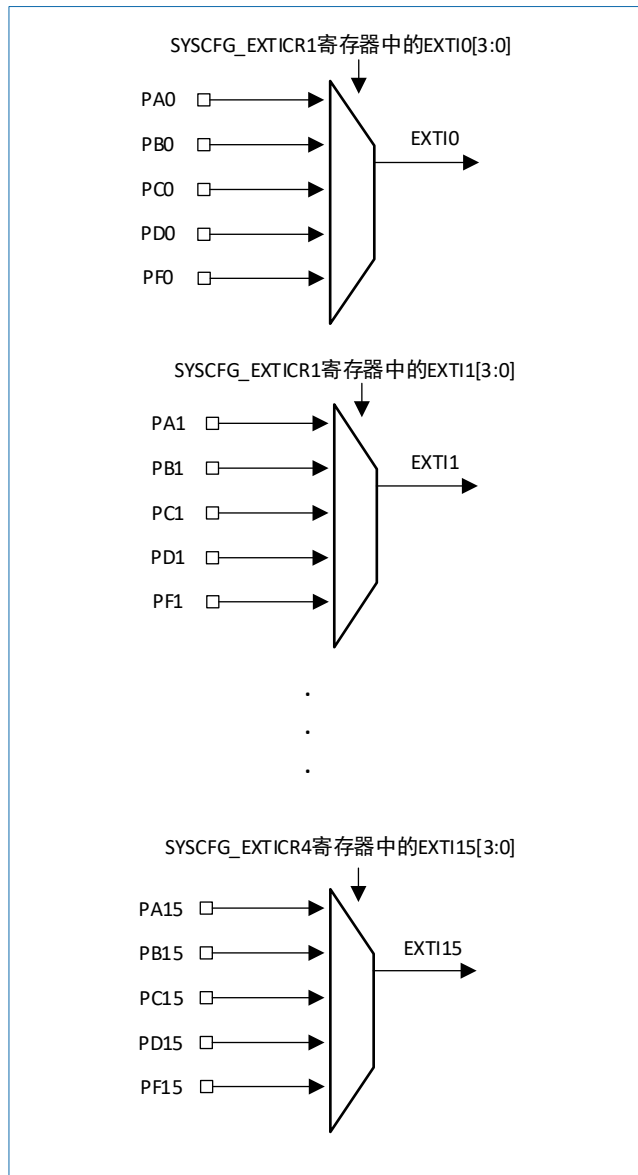 SYSCFG_EXTICR1寄存器中的EXTI0[3:0]
PA0
PB0
EXTI0
PC0
PD0
PF0
SYSCFG_EXTICR1寄存器中的EXTI1[3:0]
PA1
PB1
EXTI1
PC1
PD1
PF1
.
.
.
SYSCFG_EXTICR4寄存器中的EXTI15[3:0]
PA15
PB15
EXTI15
PC15
PD15
PF15